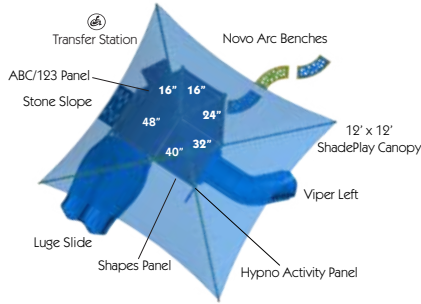 Transfer Station
Novo Arc Benches
ABC/123 Panel
16" 16"
Stone Slope
24"
48"
12' x 12'
ShadePlay Canopy
32"
40"
Viper Left
Luge Slide
Shapes Panel
Hypno Activity Panel